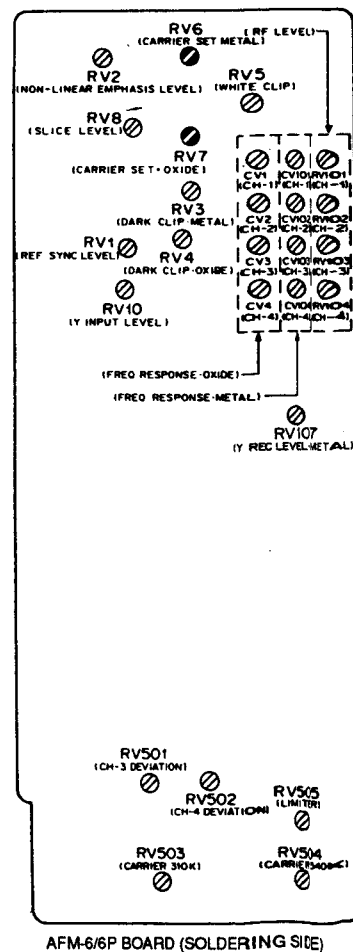 RV6
(CARRIER SET METAL)
(RF LEVEL)
RV2
(NON-LINEAR EMPHASIS LEVEL)
RV5
(WHITE CLIP)
RV8
(SLICE LEVEL)
RV7
(CARRIER SET-OXIDE)
CV1 CV101 RV101
(CH-1) (CH-1) (CH-1)
RV3
(DARK CLIP-METAL)
CV2 CV102 RV102
(CH-2) (CH-2) (CH-2)
RV1
(REF SYNC LEVEL)
RV4
(DARK CLIP-OXIDE)
CV3 CV103 RV103
(CH-3) (CH-3) (CH-3)
RV10
(Y INPUT LEVEL)
CV4 CV104 RV104
(CH-4) (CH-4) (CH-4)
(FREQ RESPONSE-OXIDE)
(FREQ RESPONSE-METAL)
RV107
(Y REC LEVEL-METAL)
RV501
(CH-3 DEVIATION)
RV502
(CH-4 DEVIATION)
RV505
(LIMITER)
RV503
(CARRIER 310K)
RV504
(CARRIER
AFM-6/6P BOARD (SOLDERING SIDE)